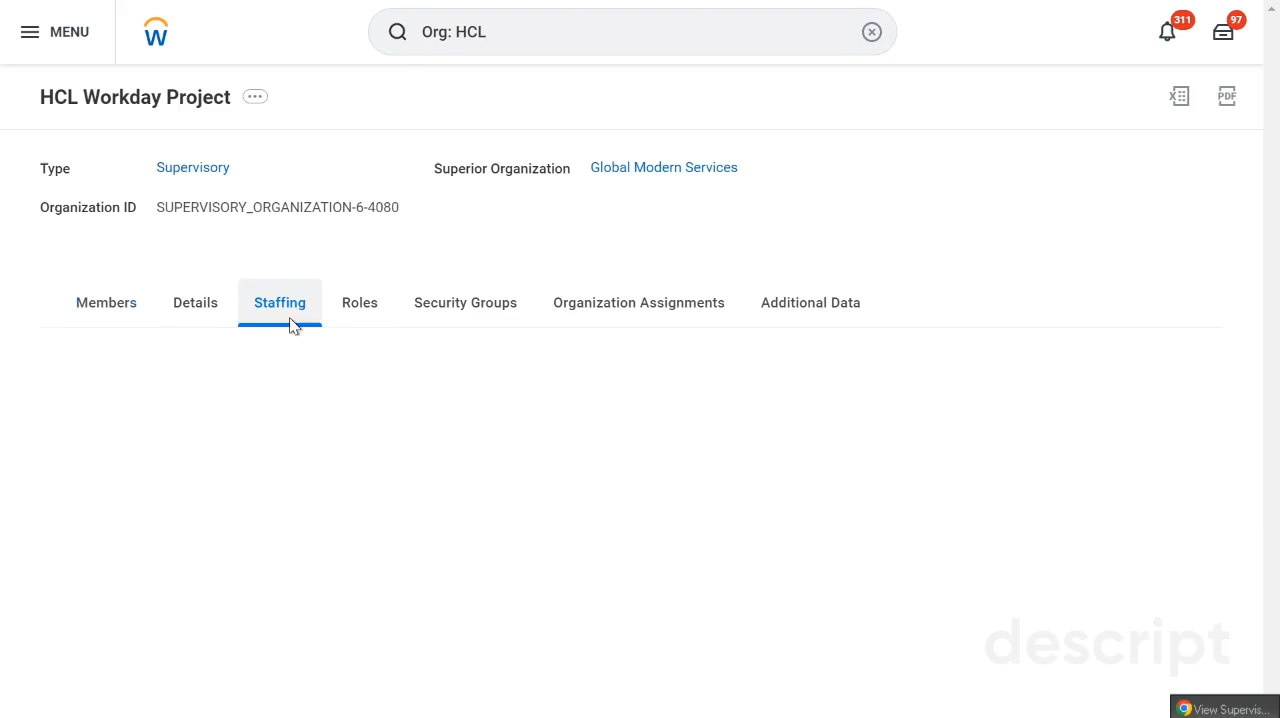 MENU
W
Org: HCL
311
97
HCL Workday Project
X
PDF
Type
Supervisory
Superior Organization
Global Modern Services
Organization ID
SUPERVISORY_ORGANIZATION-6-4080
Members
Details
Staffing
Roles
Security Groups
Organization Assignments
Additional Data
descript
View Supervis...